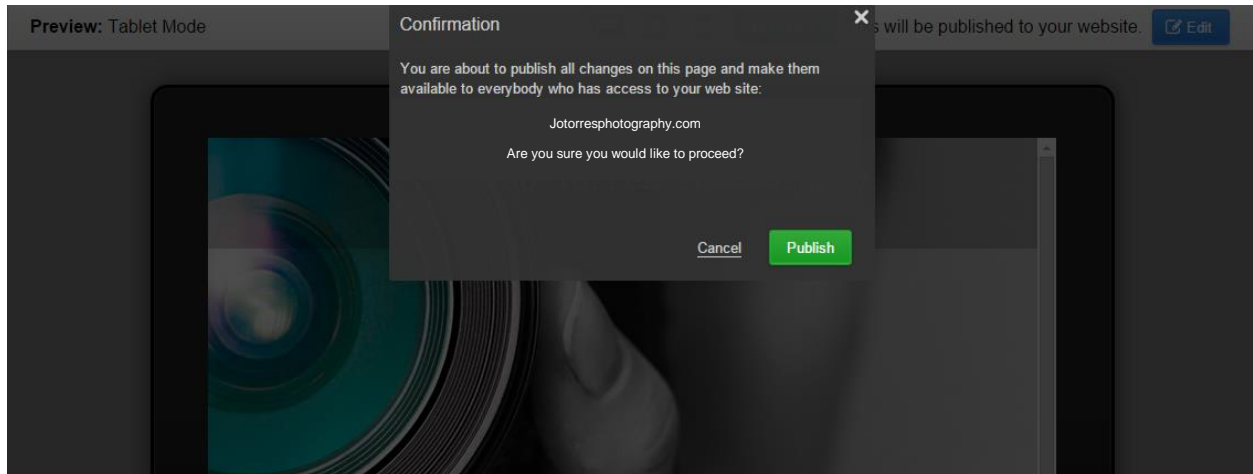 Preview: Tablet Mode
Confirmation
s will be published to your website.
Edit
You are about to publish all changes on this page and make them
available to everybody who has access to your web site:
Jotorresphotography.com
Are you sure you would like to proceed?
Cancel
Publish